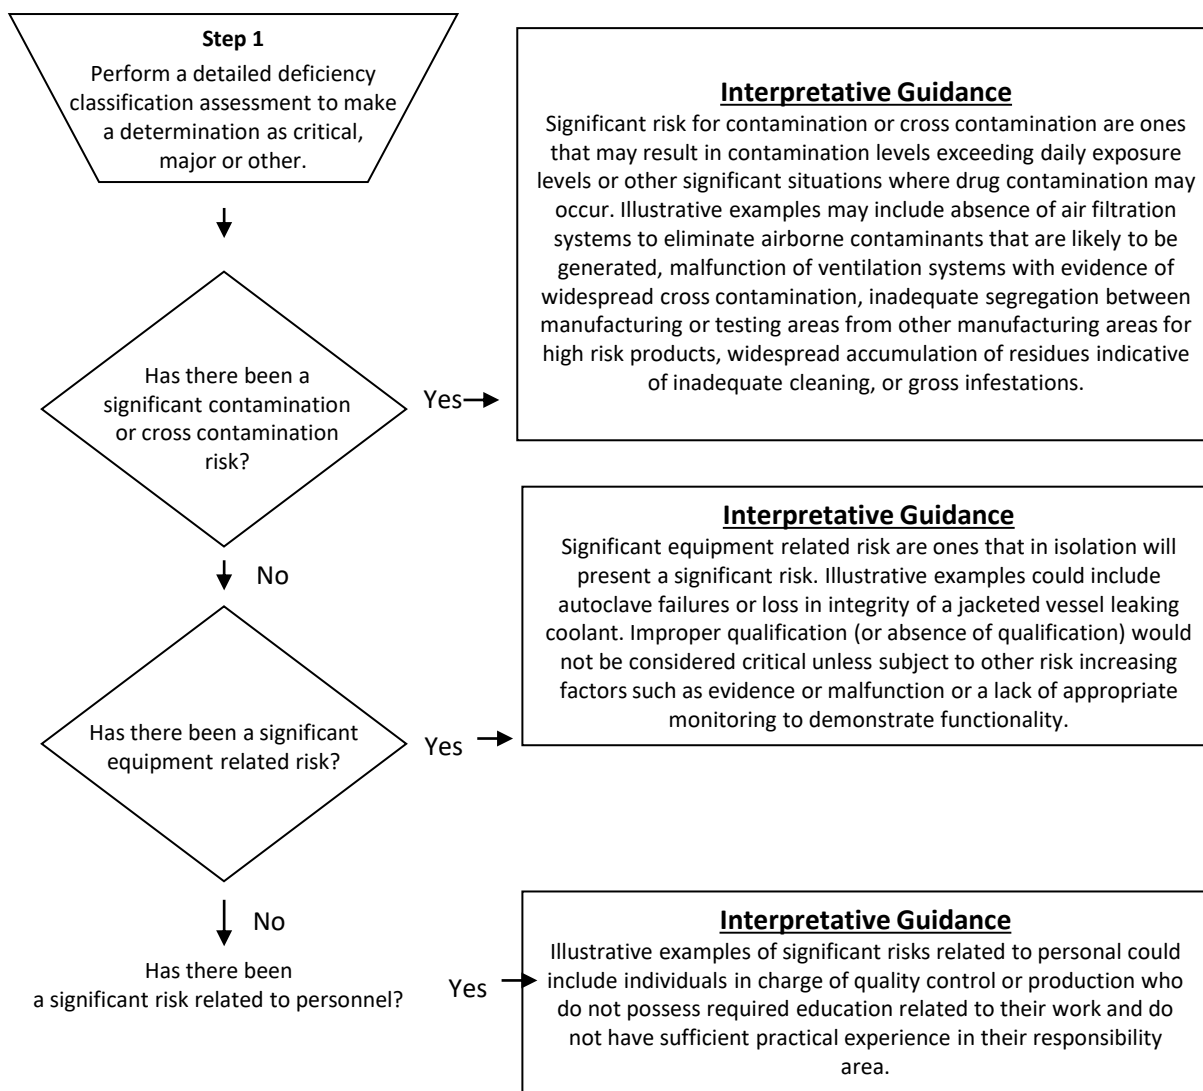 Step 1
Perform a detailed deficiency
classification assessment to make
a determination as critical,
major or other.
Interpretative Guidance
Significant risk for contamination or cross contamination are ones
that may result in contamination levels exceeding daily exposure
levels or other significant situations where drug contamination may
occur. Illustrative examples may include absence of air filtration
systems to eliminate airborne contaminants that are likely to be
generated, malfunction of ventilation systems with evidence of
widespread cross contamination, inadequate segregation between
manufacturing or testing areas from other manufacturing areas for
high risk products, widespread accumulation of residues indicative
of inadequate cleaning, or gross infestations.
Has there been a
significant contamination
or cross contamination
risk?
Yes
No
Interpretative Guidance
Significant equipment related risk are ones that in isolation will
present a significant risk. Illustrative examples could include
autoclave failures or loss in integrity of a jacketed vessel leaking
coolant. Improper qualification (or absence of qualification) would
not be considered critical unless subject to other risk increasing
factors such as evidence or malfunction or a lack of appropriate
monitoring to demonstrate functionality.
Has there been a significant
equipment related risk?
Yes
No
Interpretative Guidance
Illustrative examples of significant risks related to personal could
include individuals in charge of quality control or production who
do not possess required education related to their work and do
not have sufficient practical experience in their responsibility
area.
Has there been
a significant risk related to personnel?
Yes